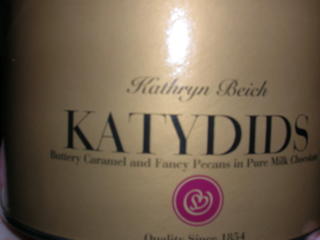 Kathryn Beich
KATYDIDS
Buttery Caramel and Fancy Pecans in Pure Milk Chocolate
Quality Since 1854